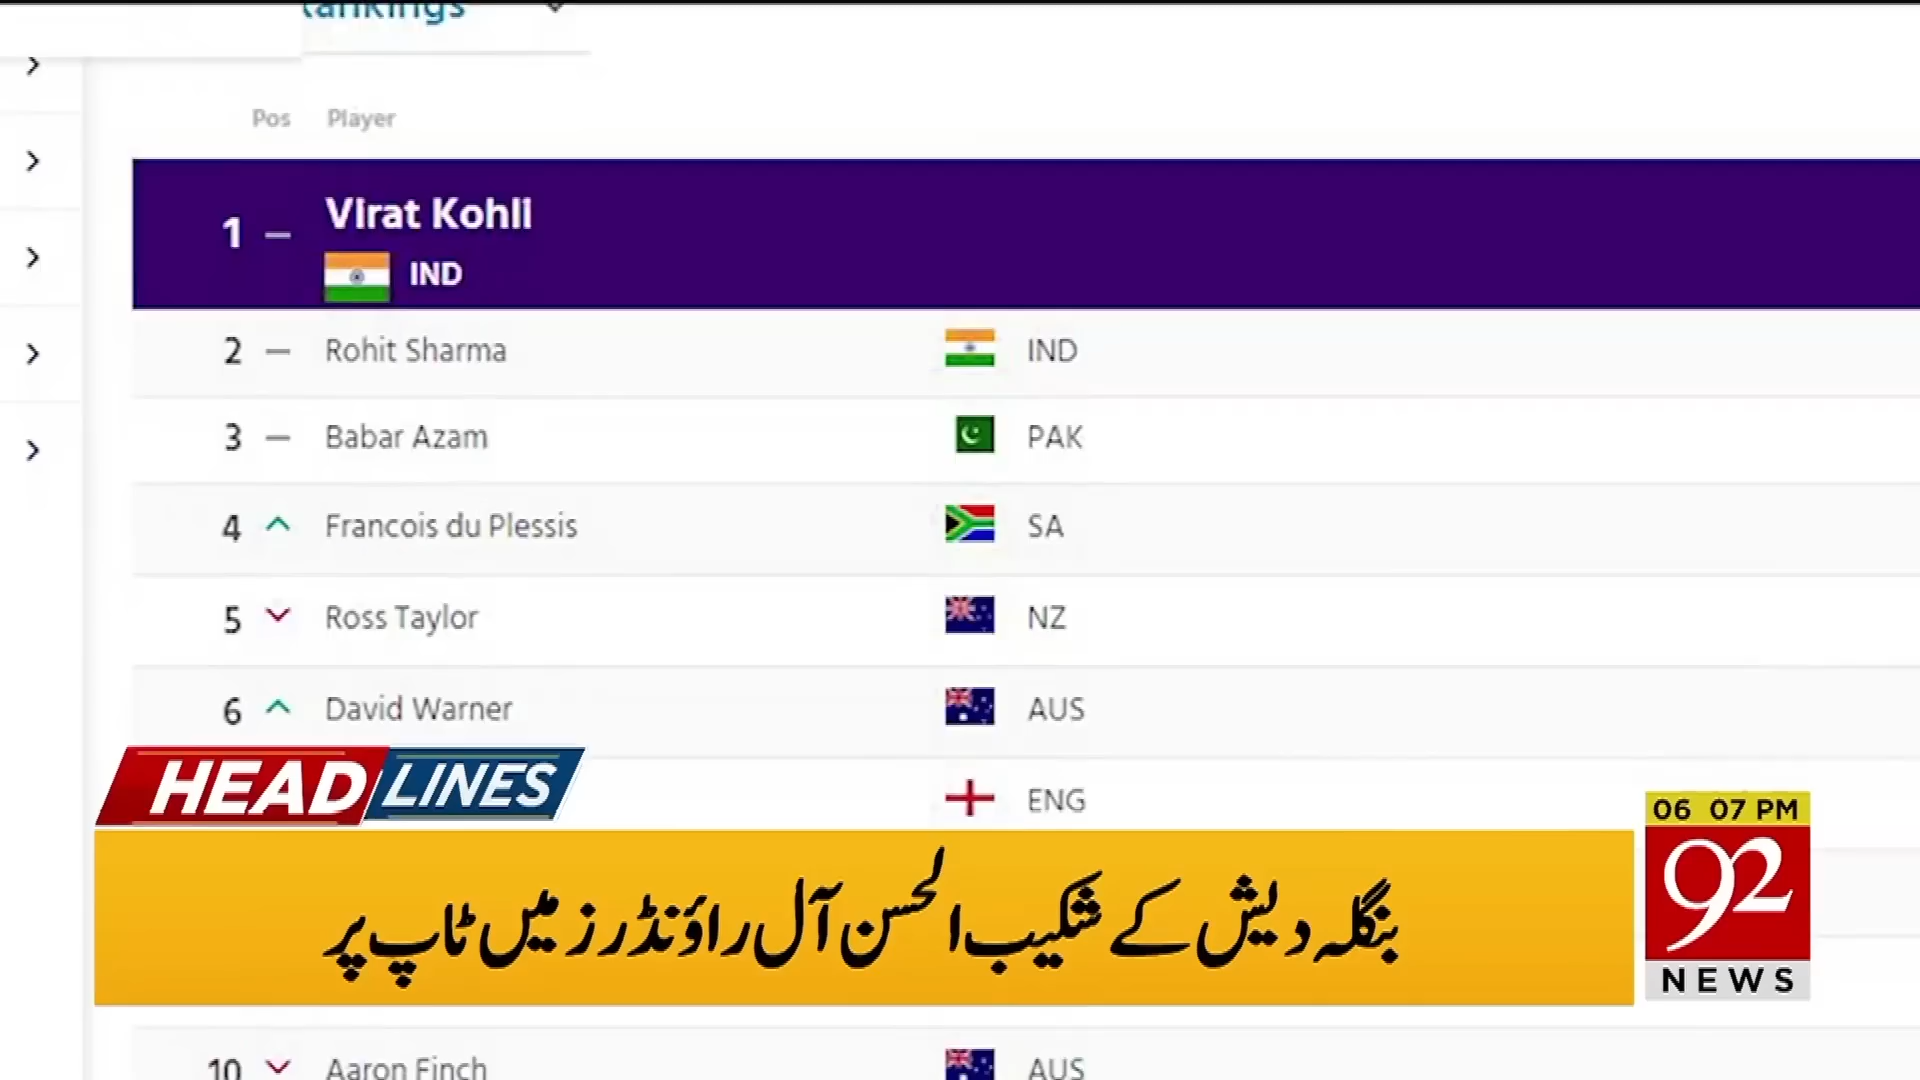 Rankings
Pos Player
1 Virat Kohli
IND
2 Rohit Sharma IND
3 Babar Azam PAK
4 Francois du Plessis SA
5 Ross Taylor NZ
6 David Warner AUS
HEADLINES
ENG
06 07 PM
92
NEWS
بنگلہ دیش کے شکیب الحسن آل راؤنڈرز میں ٹاپ پر
10 Aaron Finch AUS